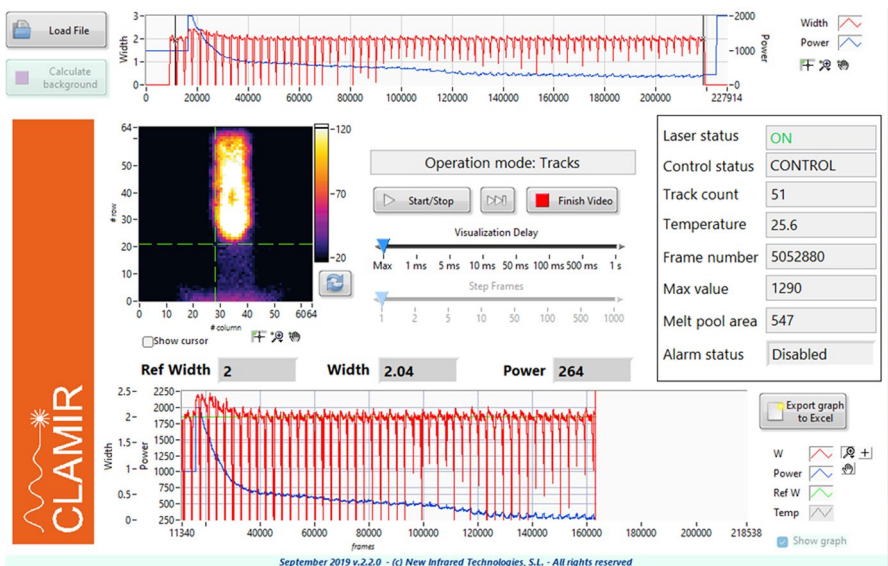 Load File
Calculate
background
Width
3-
2-
1-
0-
0
20000
40000
60000
80000
100000
120000
140000
160000
180000
200000
227914
-2000
-1000
-0
Power
Width
Power
CLAMIR
64-
50-
40-
30-
20-
10-
0-
# row
0 10 20 30 40 50 6064
# column
-120
-70
-20
Show cursor
Operation mode: Tracks
Start/Stop
Finish Video
Visualization Delay
Max 1 ms 5 ms 10 ms 50 ms 100 ms 500 ms 1 s
Step Frames
1 2 5 10 50 100 500 1000
Laser status ON
Control status CONTROL
Track count 51
Temperature 25.6
Frame number 5052880
Max value 1290
Melt pool area 547
Alarm status Disabled
Ref Width 2 Width 2.04 Power 264
Width
2.5-
2-
1.5-
1-
0.5-
0-
Power
2250-
2000-
1750-
1500-
1250-
1000-
750-
500-
250-
11340 40000 60000 80000 100000 120000 140000 160000 180000 200000 218538
frames
Export graph
to Excel
W
Power
Ref W
Temp
Show graph
September 2019 v.2.2.0 - (c) New Infrared Technologies, S.L. - All rights reserved